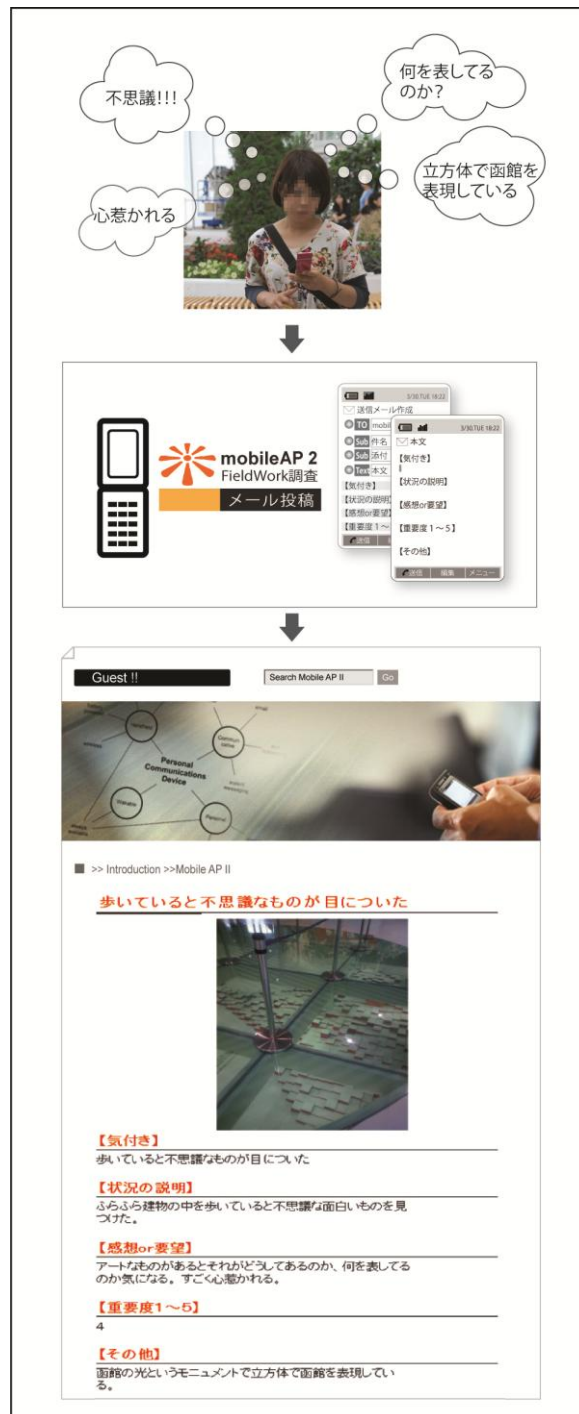 不思議!!!
何を表してる
のか?
心惹かれる
立方体で函館を
表現している
mobileAP 2
FieldWork調査
メール投稿
3/30.TUE 18:22
送信メール作成
TO mobil
Sub 件名
Sub 添付
Text 本文
【気付き】
【状況の説明】
【感想or要望】
【重要度1~
送信
3/30.TUE 18:22
本文
【気付き】
【状況の説明】
【感想or要望】
【重要度1~5】
【その他】
送信 編集 メニュー
Guest !!
Search Mobile AP II
Go
Personal
Communications
Device
Wearable
Personal
>> Introduction >>Mobile AP II
歩いていると不思議なものが目についた
【気付き】
歩いていると不思議なものが目についた
【状況の説明】
ふらふら建物の中を歩いていると不思議な面白いものを見
つけた。
【感想or要望】
アートなものがあるとそれがどうしてあるのか、何を表してる
のか気になる。すごく心惹かれる。
【重要度1~5】
4
【その他】
函館の光というモニュメントで立方体で函館を表現してい
る。